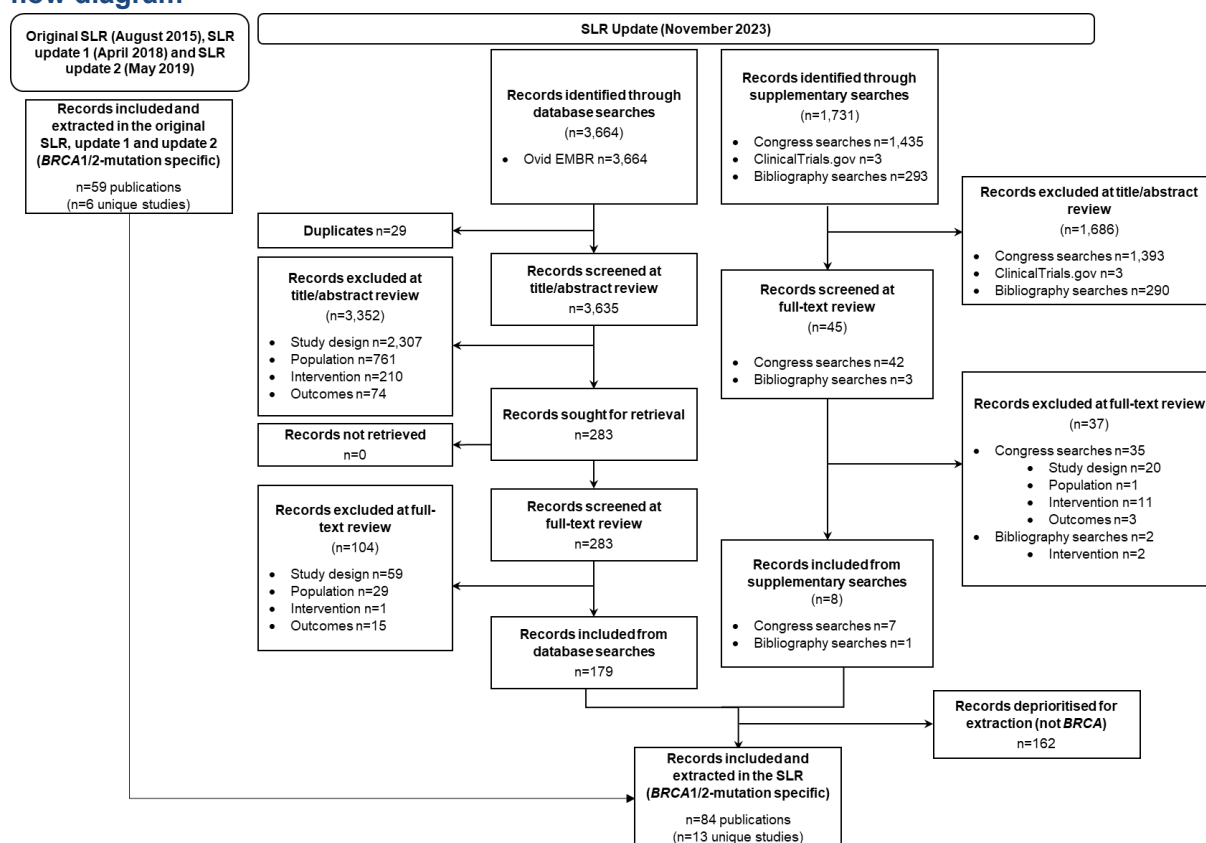 flow diagram
Original SLR (August 2015), SLR
update 1 (April 2018) and SLR
update 2 (May 2019)
Records included and
extracted in the original
SLR, update 1 and update 2
(BRCA1/2-mutation specific)
n=59 publications
(n=6 unique studies)
SLR Update (November 2023)
Records identified through
database searches
(n=3,664)
• Ovid EMBR n=3,664
Records identified through
supplementary searches
(n=1,731)
• Congress searches n=1,435
• ClinicalTrials.gov n=3
• Bibliography searches n=293
Duplicates n=29
Records screened at
title/abstract review
n=3,635
Records excluded at
title/abstract review
(n=3,352)
• Study design n=2,307
• Population n=761
• Intervention n=210
• Outcomes n=74
Records sought for retrieval
n=283
Records not retrieved
n=0
Records screened at
full-text review
n=283
Records excluded at full-
text review
(n=104)
• Study design n=59
• Population n=29
• Intervention n=1
• Outcomes n=15
Records included from
database searches
n=179
Records excluded at title/abstract
review
(n=1,686)
• Congress searches n=1,393
• ClinicalTrials.gov n=3
• Bibliography searches n=290
Records screened at
full-text review
(n=45)
• Congress searches n=42
• Bibliography searches n=3
Records excluded at full-text review
(n=37)
• Congress searches n=35
• Study design n=20
• Population n=1
• Intervention n=11
• Outcomes n=3
• Bibliography searches n=2
• Intervention n=2
Records included from
supplementary searches
(n=8)
• Congress searches n=7
• Bibliography searches n=1
Records deprioritised for
extraction (not BRCA)
n=162
Records included and
extracted in the SLR
(BRCA1/2-mutation specific)
n=84 publications
(n=13 unique studies)